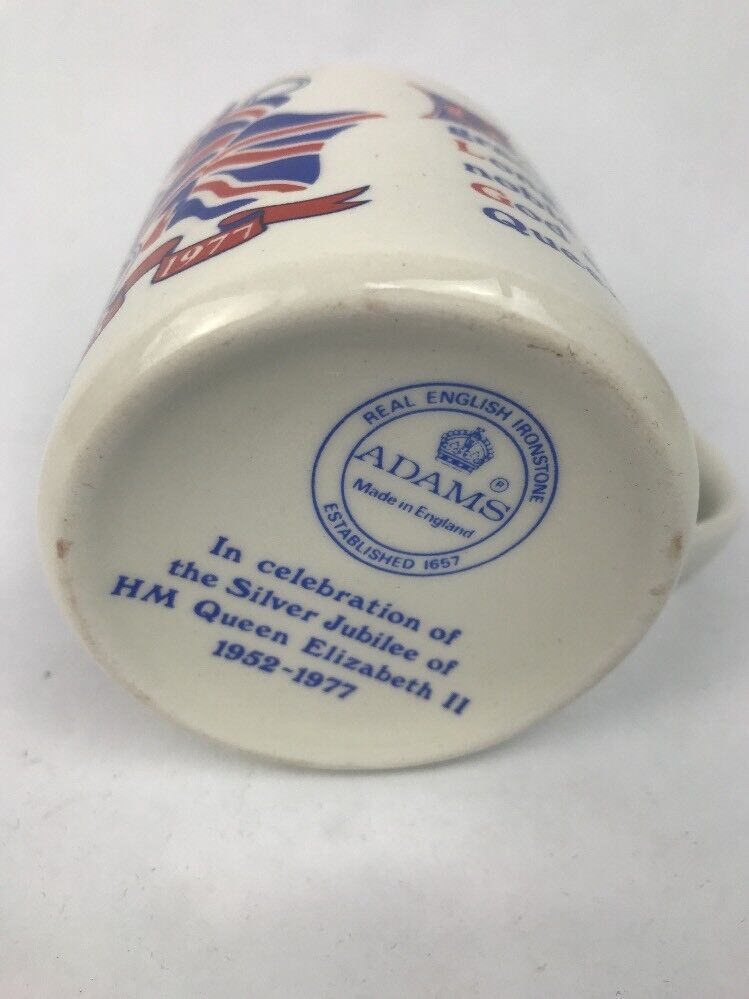 1977
God
REAL ENGLISH IRONSTONE
ADAMS
®
Made in England
ESTABLISHED 1657
In celebration of
the Silver Jubilee of
HM Queen Elizabeth II
1952-1977